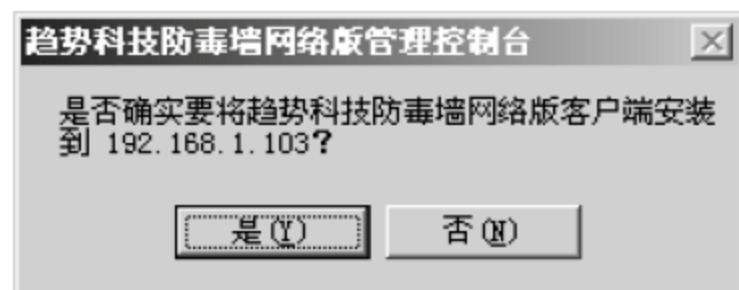 趋势科技防毒墙网络版管理控制台
是否确实要将趋势科技防毒墙网络版客户端安装
到 192.168.1.103?
是(Y)
否(N)